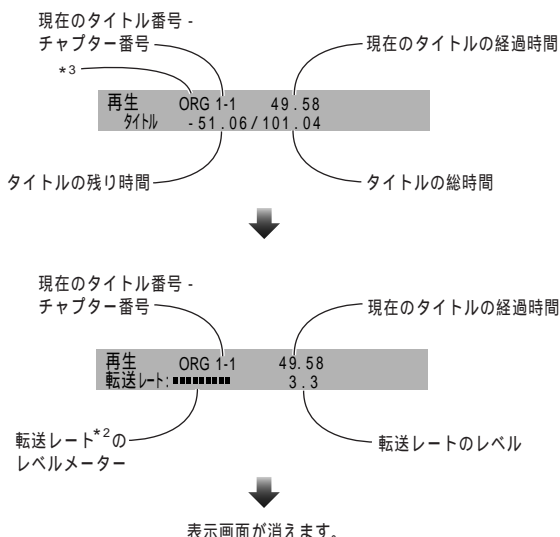 現在のタイトル番号 -
チャプター番号
現在のタイトルの経過時間
*3
再生 ORG 1-1 49.58
タイトル -51.06/101.04
タイトルの残り時間
タイトルの総時間
現在のタイトル番号 -
チャプター番号
現在のタイトルの経過時間
再生 ORG 1-1 49.58
転送レート: 3.3
転送レート*2の
レベルメーター
転送レートのレベル
表示画面が消えます。